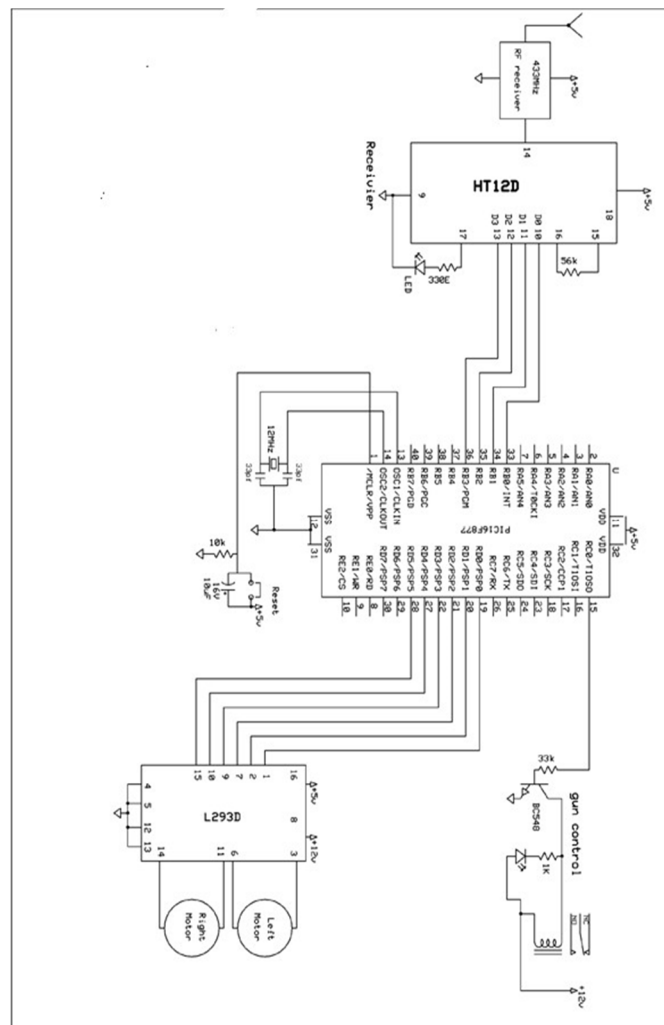 433MHz
RF receiver
Δ+5v
14
Receivier
HT12D
9
18
Δ+5v
17
D3
13
D2
12
D1
11
D0
10
16
15
LED
330E
56k
12MHz
33pf
33pf
1
/MCLR/VPP
14
OSC2/CLKOUT
13
OSC1/CLKIN
40
RB7/PGD
39
RB6/PGC
38
RB5
37
RB4
36
RB3/PGM
35
RB2
34
RB1
33
RB0/INT
7
RA5/AN4
6
RA4/T0CKI
5
RA3/AN3
4
RA2/AN2
3
RA1/AN1
2
RA0/AN0
U
VSS
12
VSS
31
PIC16F877
VDD
11
VDD
32
Δ+5v
RE2/CS
10
RE1/WR
9
RE0/RD
8
RD7/PSP7
30
RD6/PSP6
29
RD5/PSP5
28
RD4/PSP4
27
RD3/PSP3
22
RD2/PSP2
21
RD1/PSP1
20
RD0/PSP0
19
RC7/RX
26
RC6/TX
25
RC5/SDO
24
RC4/SDI
23
RC3/SCK
18
RC2/CCP1
17
RC1/T1OSI
16
RC0/T1OSO
15
10k
16V
10uF
Reset
Δ+5v
15
10
9
7
2
1
16
Δ+5v
4
5
12
13
L293D
8
Δ+12v
14
11
6
3
Right
Motor
Left
Motor
33k
BC548
gun control
1K
NO
NC
+12v